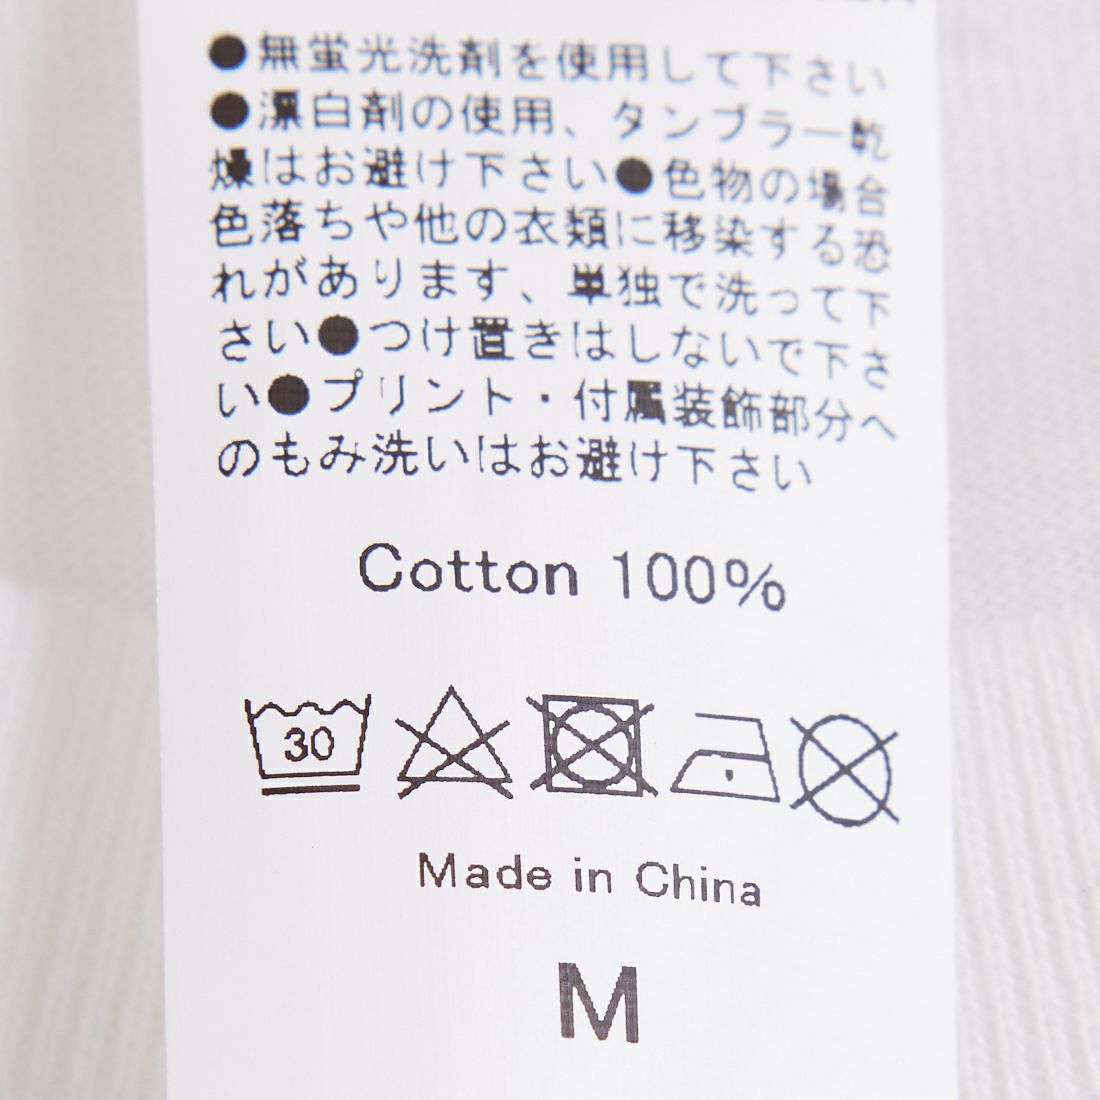 ●無蛍光洗剤を使用して下さい
●漂白剤の使用、タンブラー乾
燥はお避け下さい●色物の場合
色落ちや他の衣類に移染する恐
れがあります、単独で洗って下
さい●つけ置きはしないで下さ
い●プリント・付属装飾部分へ
のもみ洗いはお避け下さい
Cotton 100%
30
Made in China
M